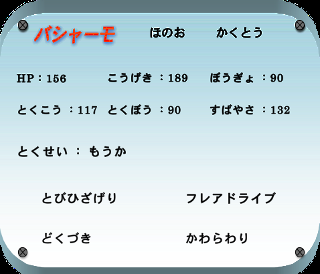 バシャーモ ほのお かくとう
HP：156 こうげき：189 ぼうぎょ：90
とくこう：117 とくぼう：90 すばやさ：132
とくせい： もうか
とびひざげり フレアドライブ
どくづき かわらわり